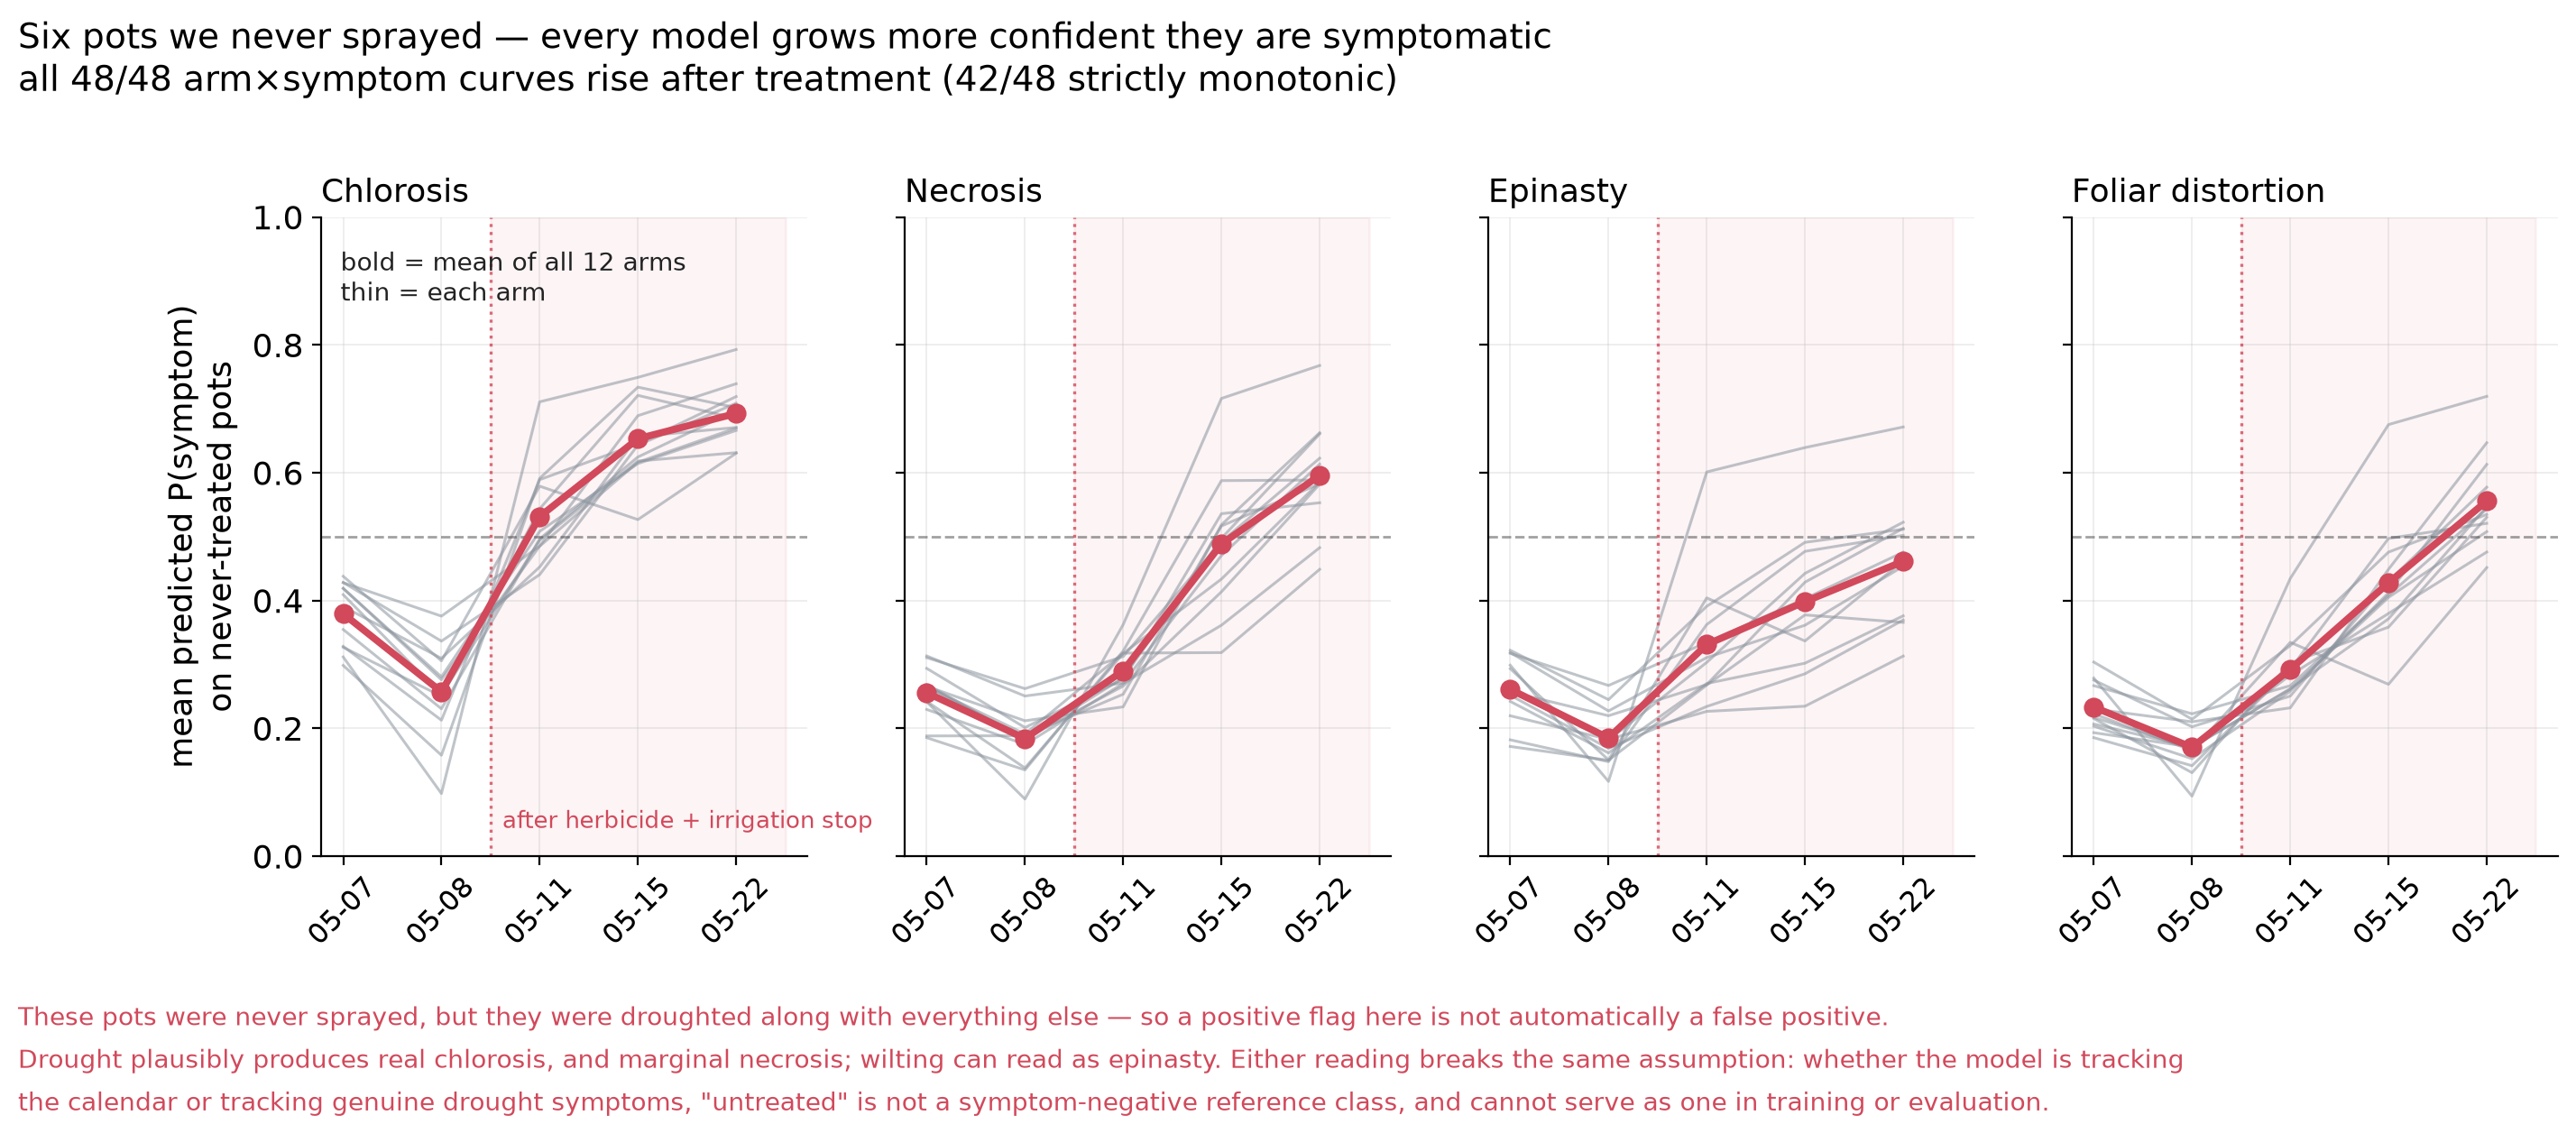 Six pots we never sprayed — every model grows more confident they are symptomatic
all 48/48 arm×symptom curves rise after treatment (42/48 strictly monotonic)
Chlorosis
Necrosis
Epinasty
Foliar distortion
mean predicted P(symptom)
on never-treated pots
1.0
0.8
0.6
0.4
0.2
0.0
bold = mean of all 12 arms
thin = each arm
after herbicide + irrigation stop
05-07
05-08
05-11
05-15
05-22
05-07
05-08
05-11
05-15
05-22
05-07
05-08
05-11
05-15
05-22
05-07
05-08
05-11
05-15
05-22
These pots were never sprayed, but they were droughted along with everything else — so a positive flag here is not automatically a false positive.
Drought plausibly produces real chlorosis, and marginal necrosis; wilting can read as epinasty. Either reading breaks the same assumption: whether the model is tracking
the calendar or tracking genuine drought symptoms, "untreated" is not a symptom-negative reference class, and cannot serve as one in training or evaluation.